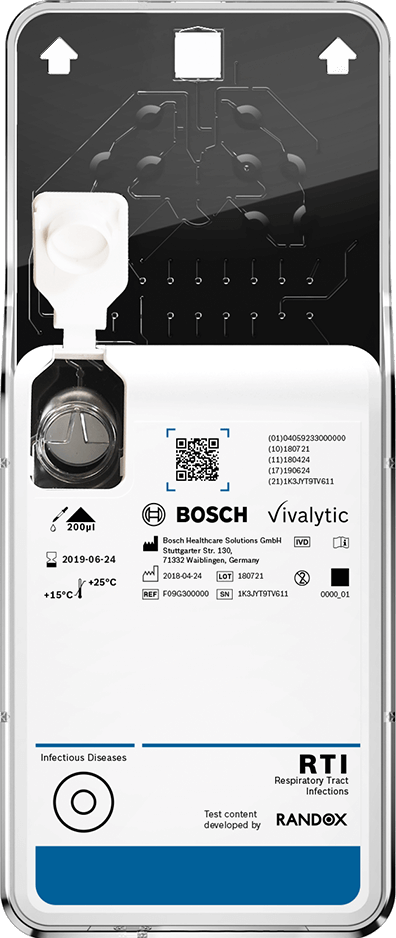 (01)04059233000000
(10)180721
(11)180424
(17)190624
(21)1K3JYT9TV611
200µl
BOSCH
Vivalytic
Bosch Healthcare Solutions GmbH
Stuttgarter Str. 130,
71332 Waiblingen, Germany
IVD
2019-06-24
2018-04-24
LOT 180721
+15°C +25°C
REF F09G300000
SN 1K3JYT9TV611
0000_01
Infectious Diseases
RTI
Respiratory Tract
Infections
Test content
developed by
RANDOX